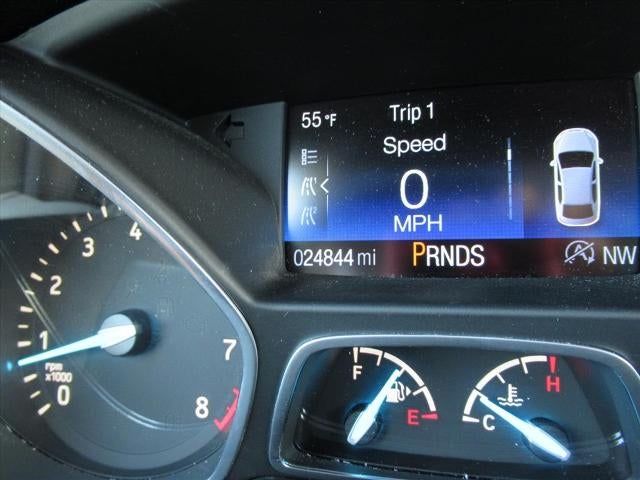 55°F
Trip 1
Speed
0
MPH
024844 mi PRNDS NW
4
3
2
1
rpm
x1000
0
7
8
F
E
H
C